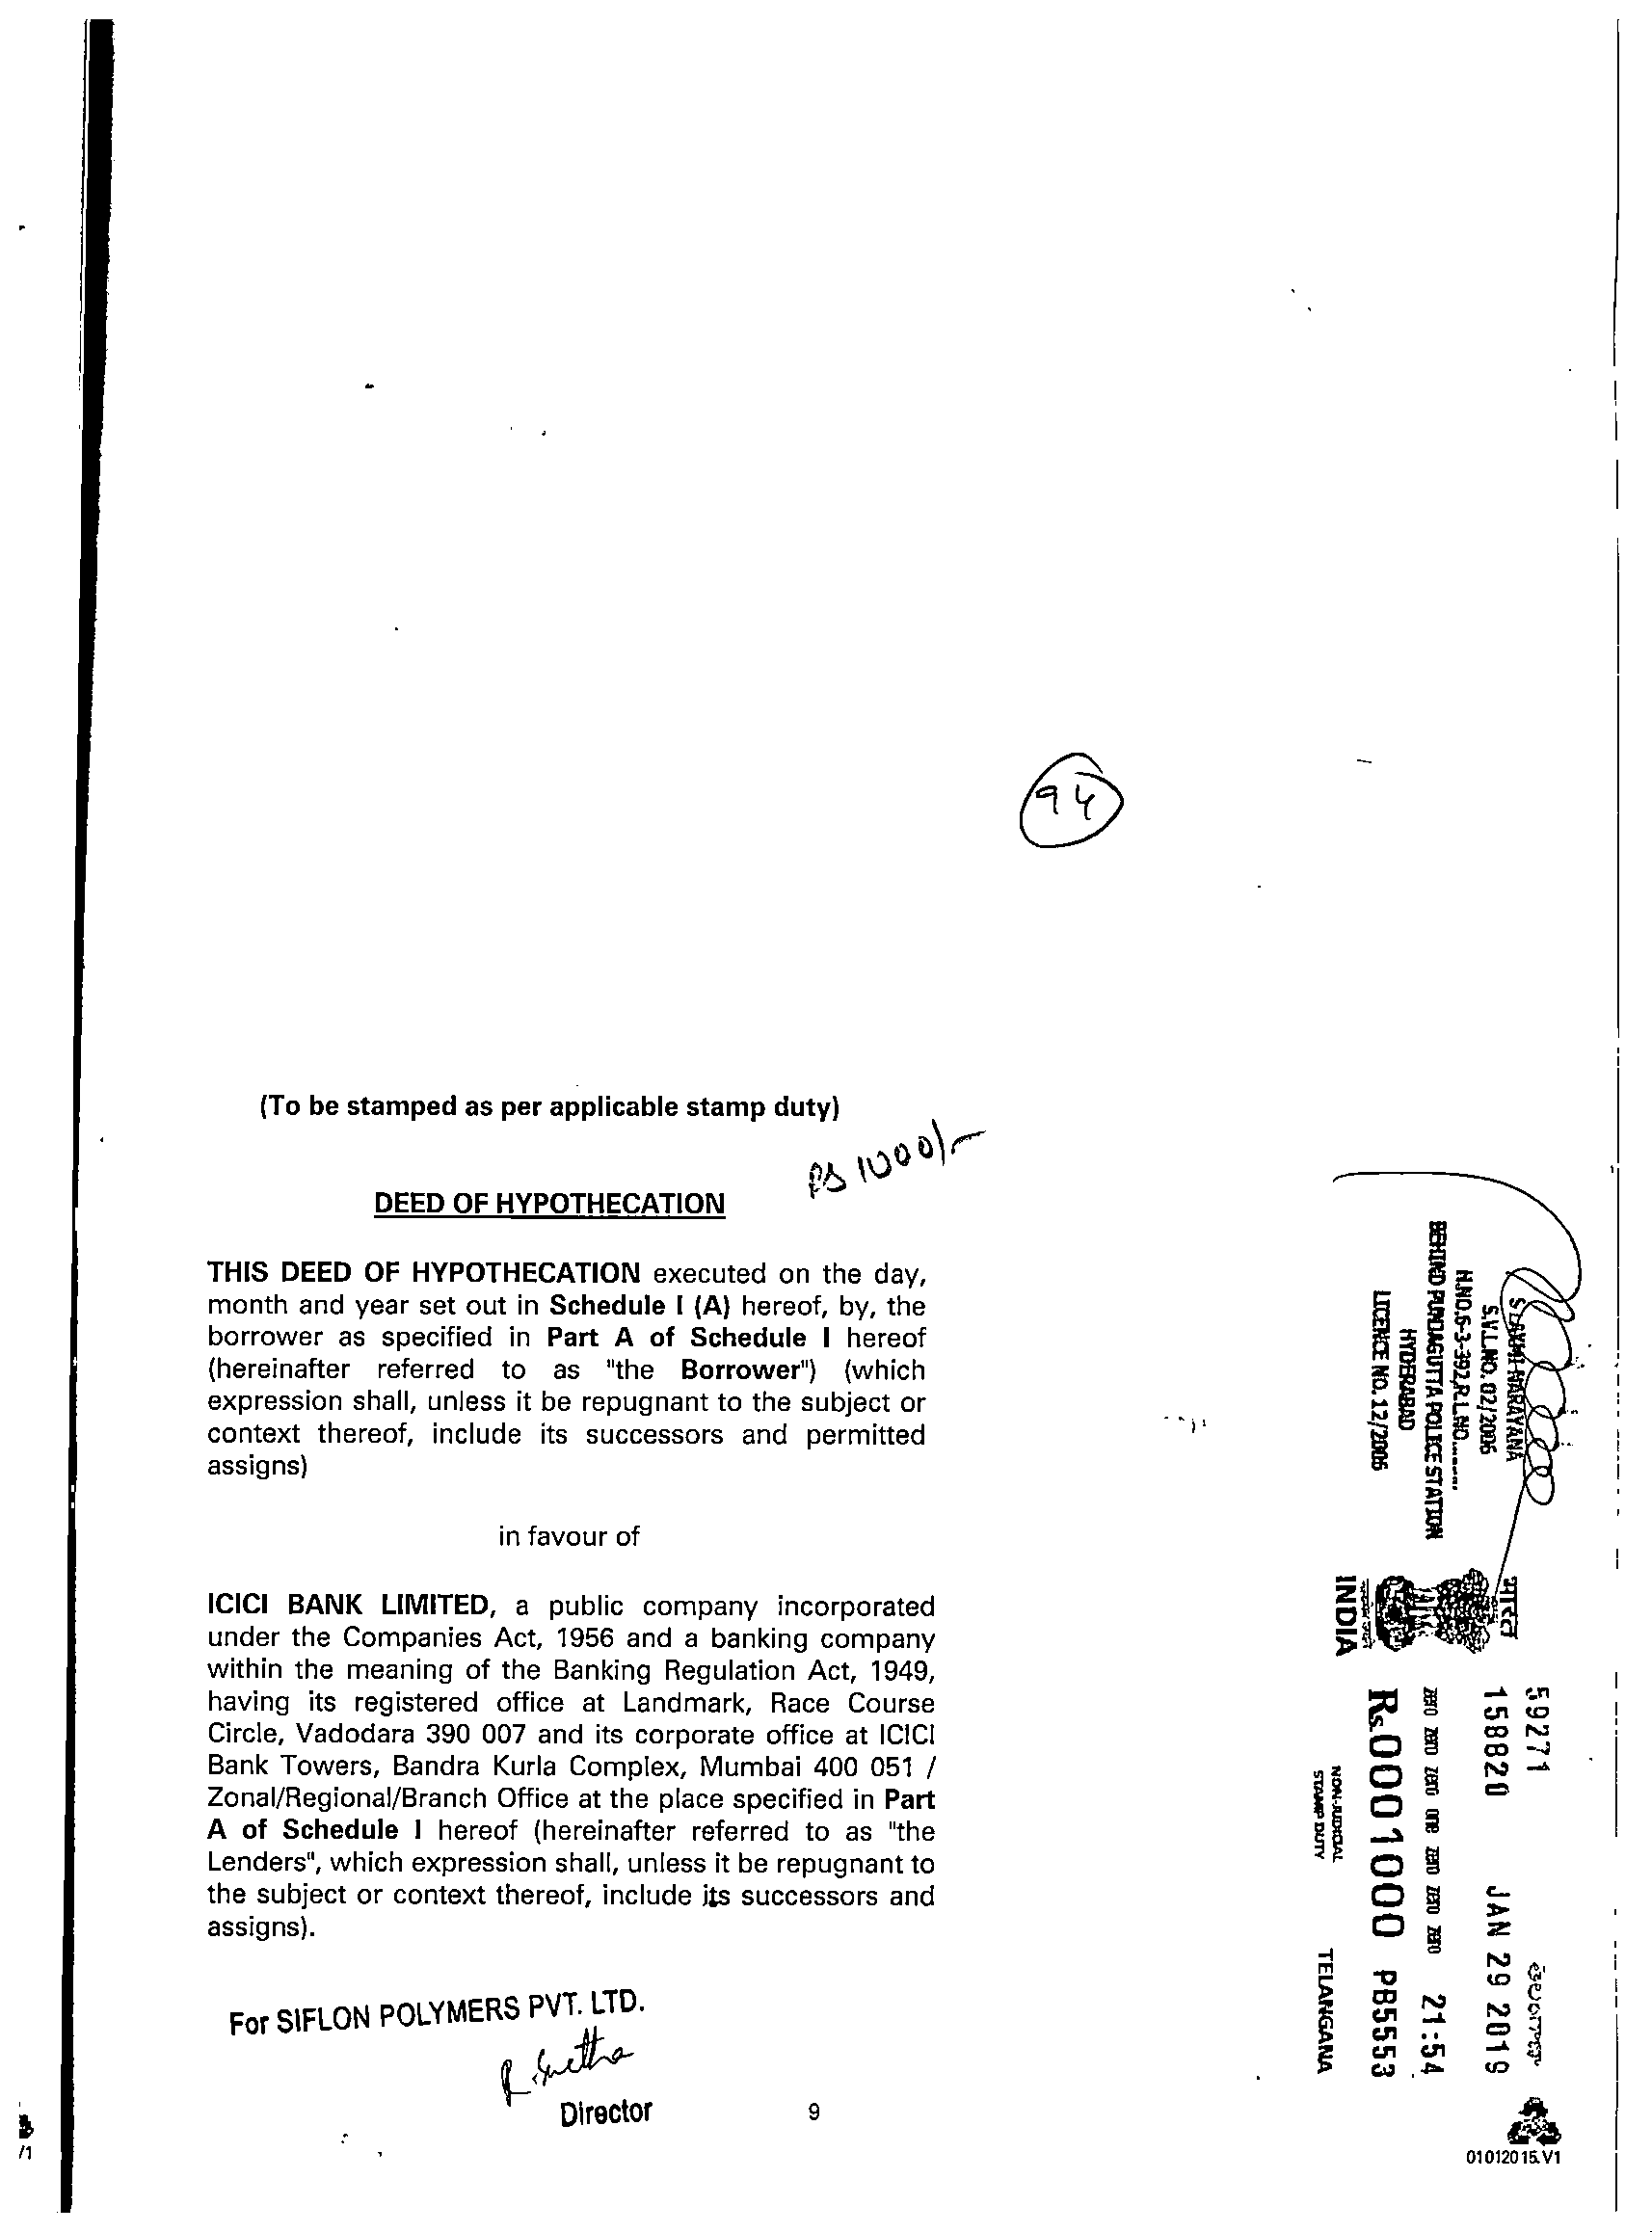 94
(To be stamped as per applicable stamp duty)
Rs 1000/-
DEED OF HYPOTHECATION
THIS DEED OF HYPOTHECATION executed on the day,
month and year set out in Schedule I (A) hereof, by, the
borrower as specified in Part A of Schedule I hereof
(hereinafter referred to as "the Borrower") (which
expression shall, unless it be repugnant to the subject or
context thereof, include its successors and permitted
assigns)
in favour of
ICICI BANK LIMITED, a public company incorporated
under the Companies Act, 1956 and a banking company
within the meaning of the Banking Regulation Act, 1949,
having its registered office at Landmark, Race Course
Circle, Vadodara 390 007 and its corporate office at ICICI
Bank Towers, Bandra Kurla Complex, Mumbai 400 051 /
Zonal/Regional/Branch Office at the place specified in Part
A of Schedule I hereof (hereinafter referred to as "the
Lenders", which expression shall, unless it be repugnant to
the subject or context thereof, include its successors and
assigns).
For SIFLON POLYMERS PVT. LTD.
Director
9
S LAXMI NARAYANA
S.V.L.NO. 02/2006
H.NO.6-3-392,R.L.NO.......
BEHIND PUNJAGUTTA POLICE STATION
HYDERABAD
LICENCE NO. 12/2006
भारत
INDIA
59271
158820 JAN 29 2019
zero zero zero one zero zero zero 21:54
Rs.0001000 PB5553
NON-JUDICIAL
STAMP DUTY
TELANGANA
01012015.V1
/1